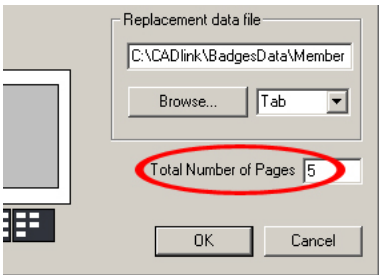 Replacement data file
C:\CADlink\BadgesData\Member
Browse... Tab
Total Number of Pages 5
OK Cancel